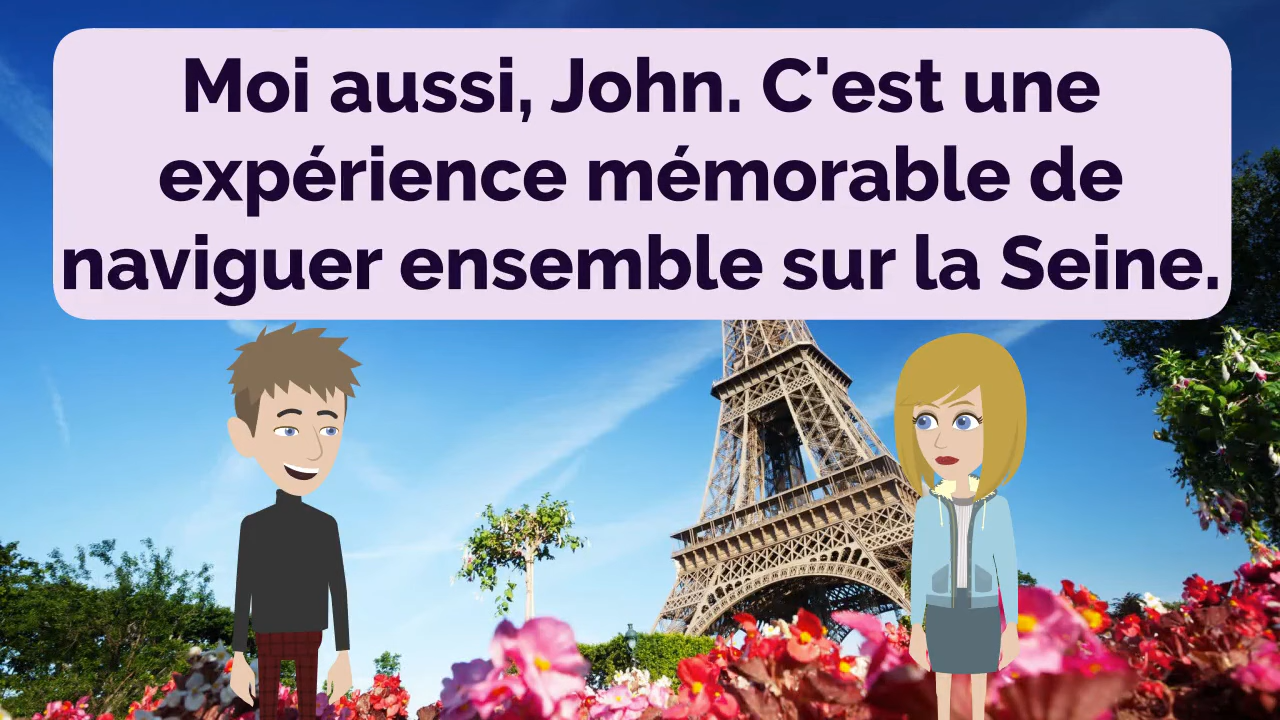 Moi aussi, John. C'est une
expérience mémorable de
naviguer ensemble sur la Seine.